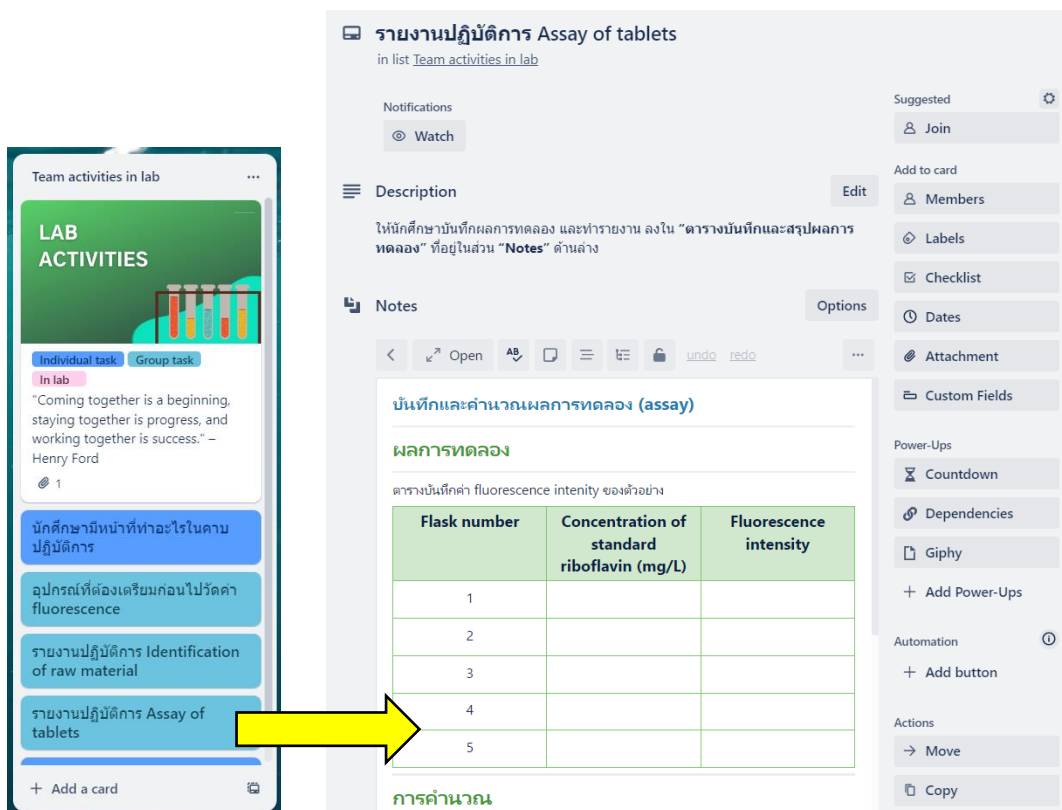 Team activities in lab
LAB
ACTIVITIES
Individual task
Group task
In lab
"Coming together is a beginning,
staying together is progress, and
working together is success." –
Henry Ford
1
นักศึกษามีหน้าที่ทำอะไรในคาบ
ปฏิบัติการ
อุปกรณ์ที่ต้องเตรียมก่อนไปวัดค่า
fluorescence
รายงานปฏิบัติการ Identification
of raw material
รายงานปฏิบัติการ Assay of
tablets
+ Add a card
รายงานปฏิบัติการ Assay of tablets
in list Team activities in lab
Notifications
Watch
Description
Edit
ให้นักศึกษาบันทึกผลการทดลอง และทำรายงาน ลงใน “ตารางบันทึกและสรุปผลการ
ทดลอง” ที่อยู่ในส่วน “Notes” ด้านล่าง
Notes
Options
Open
undo redo
บันทึกและคำนวณผลการทดลอง (assay)
ผลการทดลอง
ตารางบันทึกค่า fluorescence intenity ของตัวอย่าง
Flask number
Concentration of
standard
riboflavin (mg/L)
Fluorescence
intensity
1
2
3
4
5
การคำนวณ
Suggested
Join
Add to card
Members
Labels
Checklist
Dates
Attachment
Custom Fields
Power-Ups
Countdown
Dependencies
Giphy
+ Add Power-Ups
Automation
+ Add button
Actions
Move
Copy